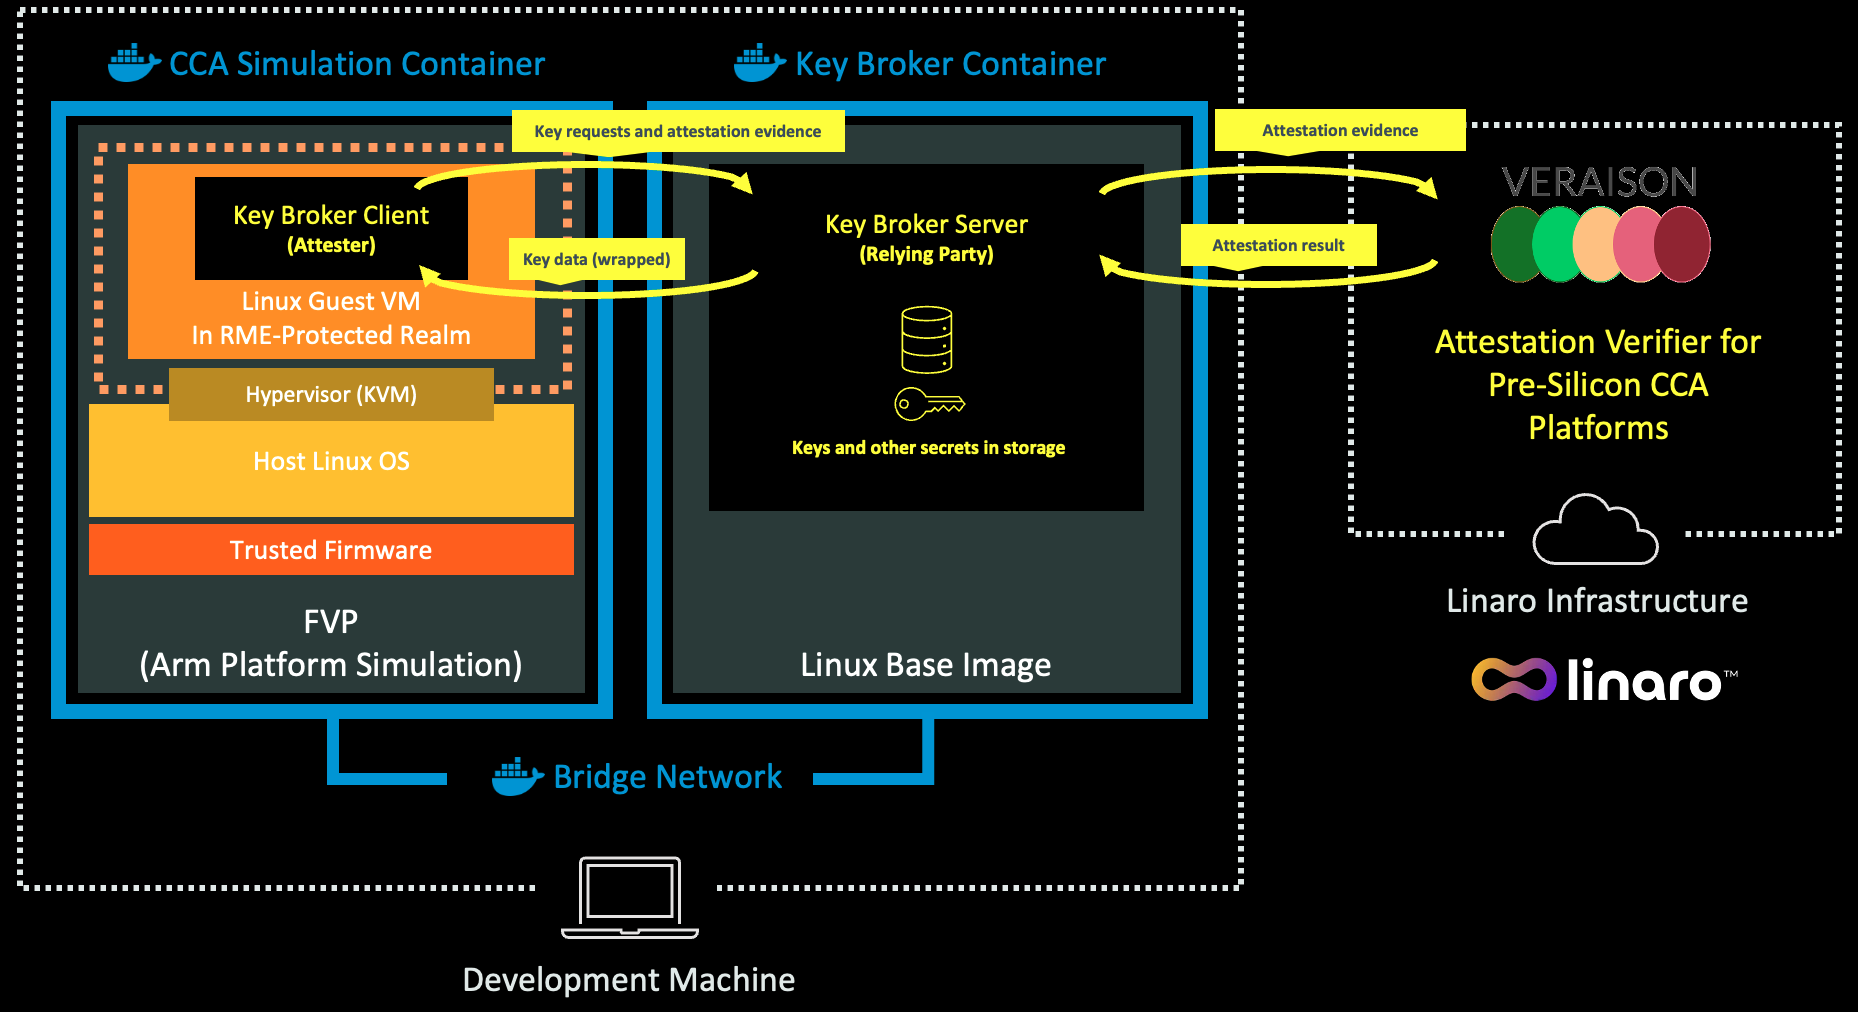 CCA Simulation Container
Key Broker Container
Key requests and attestation evidence
Attestation evidence
VERAISON
Key Broker Client
(Attester)
Key Broker Server
(Relying Party)
Key data (wrapped)
Attestation result
Linux Guest VM
In RME-Protected Realm
Attestation Verifier for
Pre-Silicon CCA
Platforms
Hypervisor (KVM)
Keys and other secrets in storage
Host Linux OS
Trusted Firmware
Linaro Infrastructure
FVP
(Arm Platform Simulation)
Linux Base Image
linaro™
Bridge Network
Development Machine